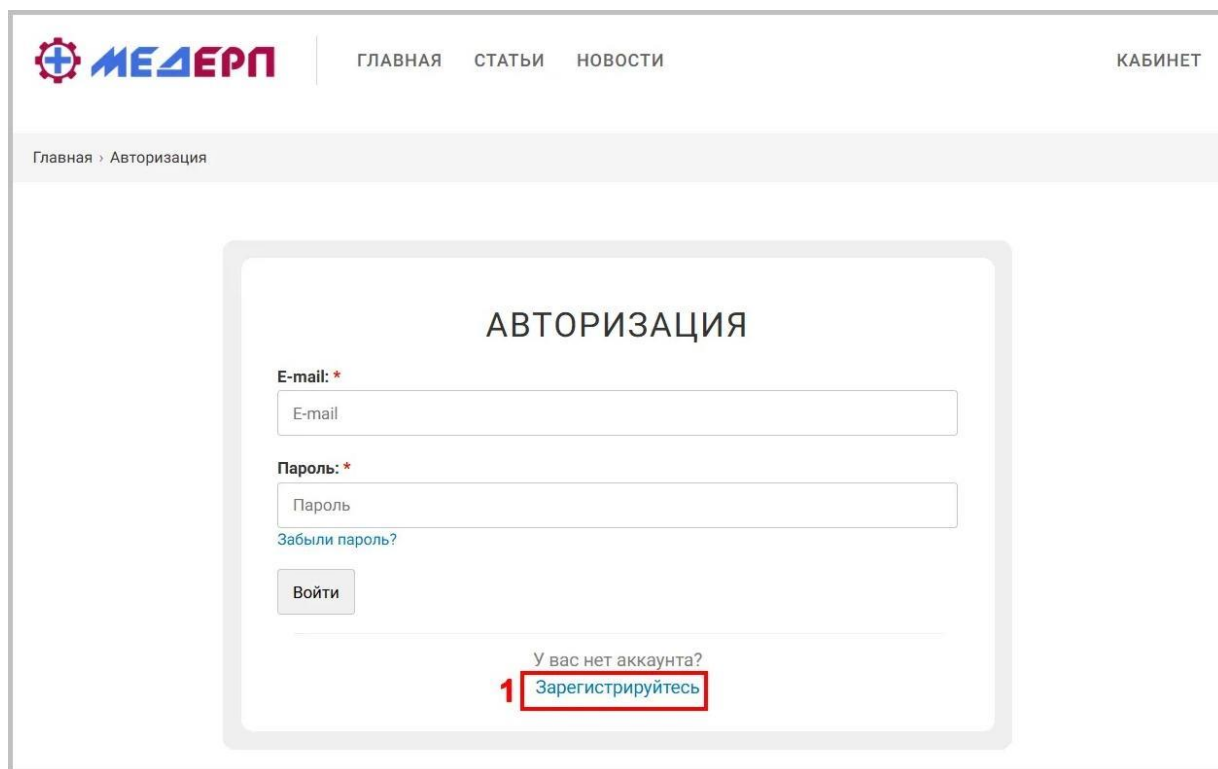 МЕДЕРП
ГЛАВНАЯ СТАТЬИ НОВОСТИ КАБИНЕТ
Главная › Авторизация
АВТОРИЗАЦИЯ
E-mail: *
E-mail
Пароль: *
Пароль
Забыли пароль?
Войти
У вас нет аккаунта?
1 Зарегистрируйтесь